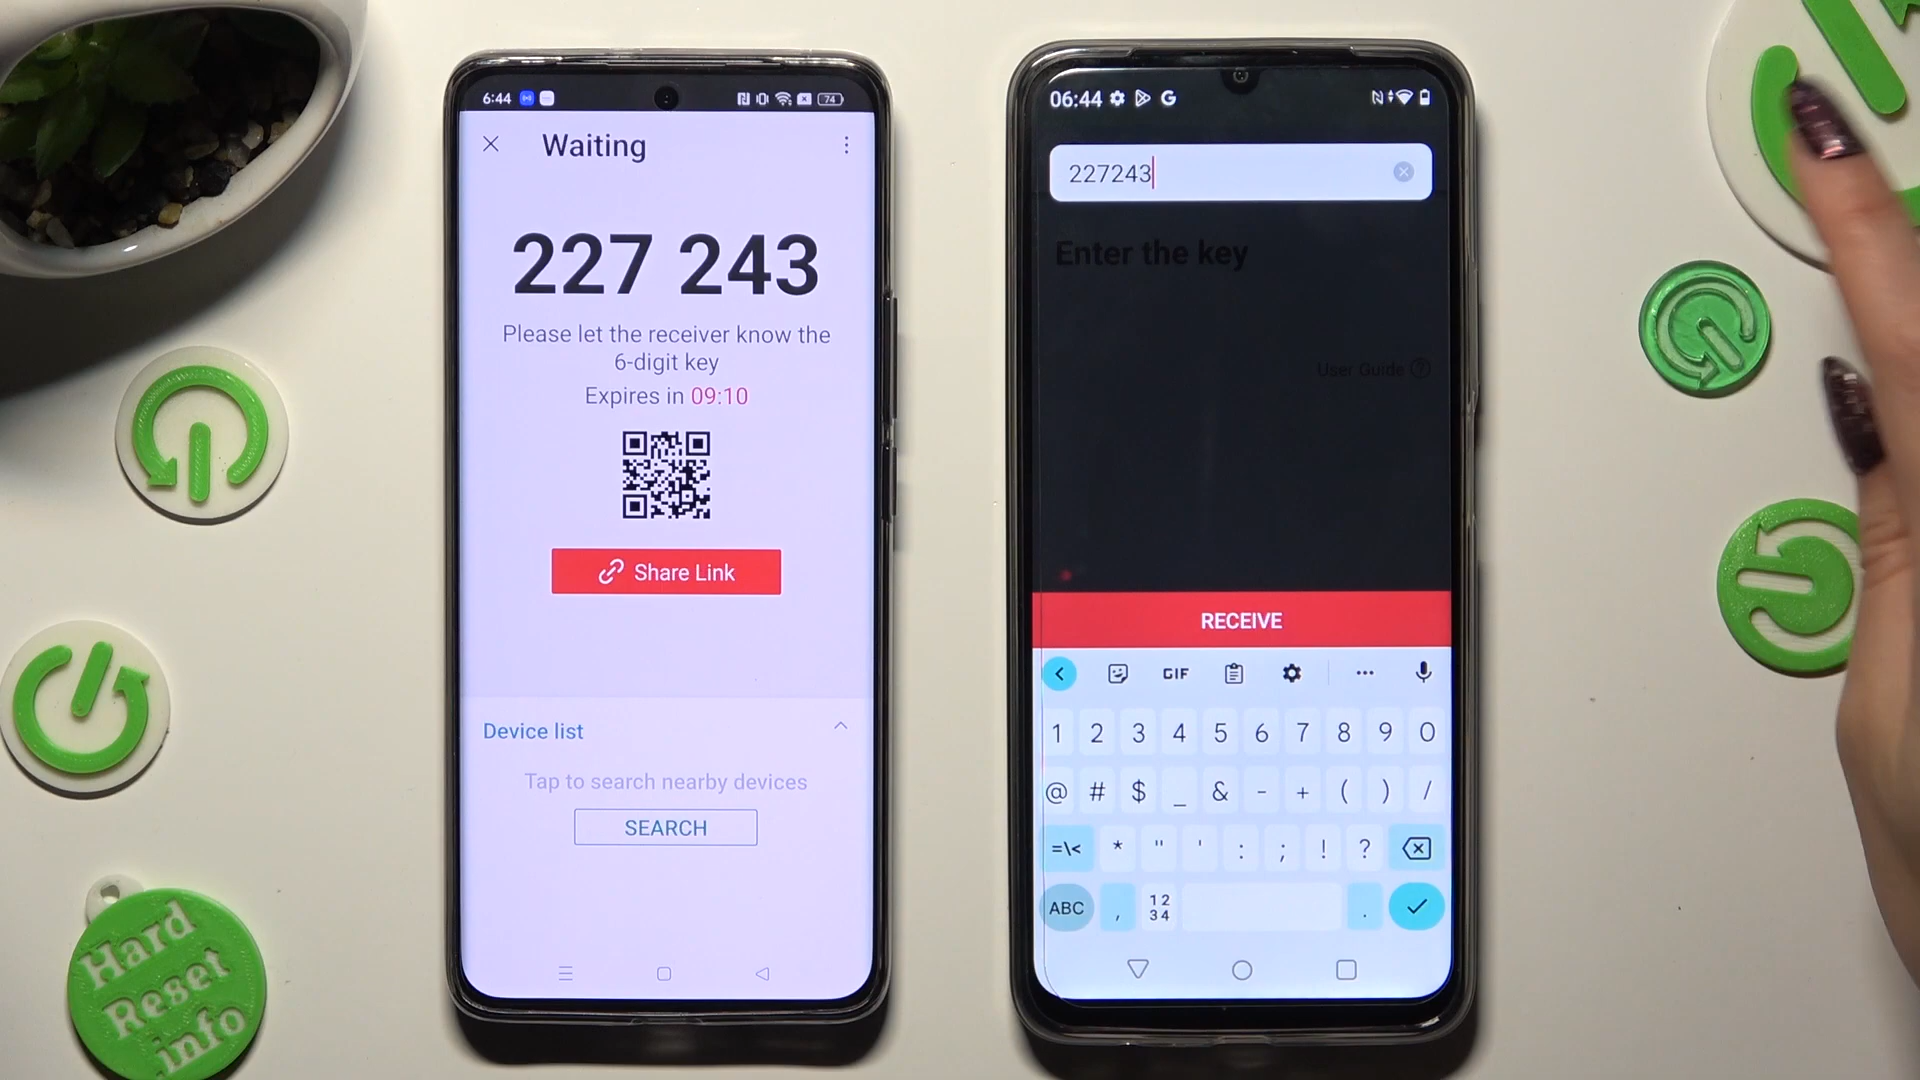 6:44
74
Waiting
227 243
Please let the receiver know the
6-digit key
Expires in 09:10
Share Link
Device list
Tap to search nearby devices
SEARCH
06:44 G
227243
Enter the key
User Guide ?
RECEIVE
GIF
1 2 3 4 5 6 7 8 9 0
@ # $ _ & - + ( ) /
=\< * " ' : ; ! ?
ABC , 12 34 .
Hard
Reset
info